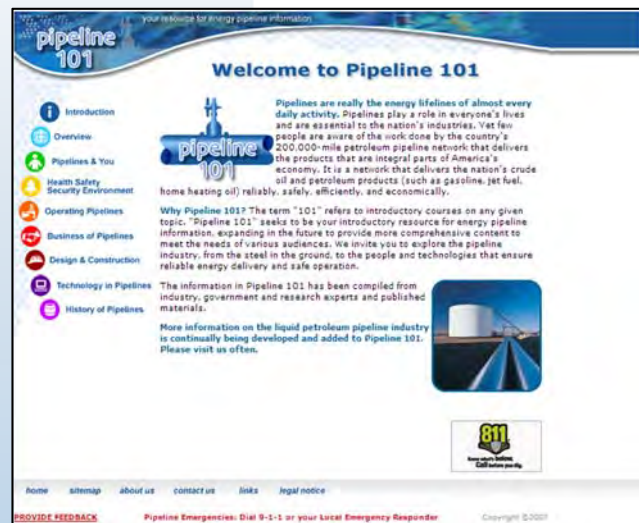 your resource for energy pipeline information
pipeline
101
Welcome to Pipeline 101
Introduction
Overview
Pipelines & You
Health Safety
Security Environment
Operating Pipelines
Business of Pipelines
Design & Construction
Technology in Pipelines
History of Pipelines
pipeline
101
Pipelines are really the energy lifelines of almost every
daily activity. Pipelines play a role in everyone's lives
and are essential to the nation's industries. Yet few
people are aware of the work done by the country's
200,000-mile petroleum pipeline network that delivers
the products that are integral parts of America's
economy. It is a network that delivers the nation's crude
oil and petroleum products (such as gasoline, jet fuel,
home heating oil) reliably, safely, efficiently, and economically.
Why Pipeline 101? The term "101" refers to introductory courses on any given
topic. "Pipeline 101" seeks to be your introductory resource for energy pipeline
information, expanding in the future to provide more comprehensive content to
meet the needs of various audiences. We invite you to explore the pipeline
industry, from the steel in the ground, to the people and technologies that ensure
reliable energy delivery and safe operation.
The information in Pipeline 101 has been compiled from
industry, government and research experts and published
materials.
More information on the liquid petroleum pipeline industry
is continually being developed and added to Pipeline 101.
Please visit us often.
811
Know what's below.
Call before you dig.
home sitemap about us contact us links legal notice
PROVIDE FEEDBACK Pipeline Emergencies: Dial 9-1-1 or your Local Emergency Responder Copyright ©2007